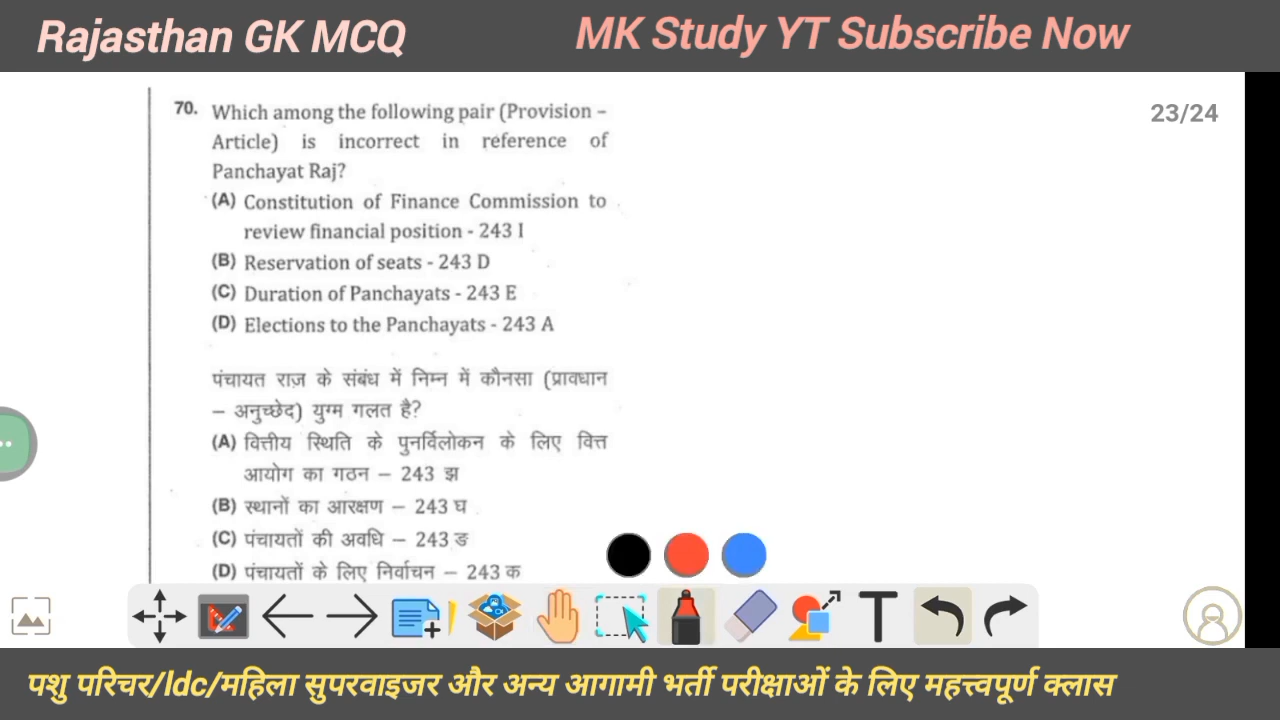 Rajasthan GK MCQ
MK Study YT Subscribe Now
23/24
70. Which among the following pair (Provision –
Article) is incorrect in reference of
Panchayat Raj?
(A) Constitution of Finance Commission to
review financial position - 243 I
(B) Reservation of seats - 243 D
(C) Duration of Panchayats - 243 E
(D) Elections to the Panchayats - 243 A
पंचायत राज़ के संबंध में निम्न में कौनसा (प्रावधान
– अनुच्छेद) युग्म गलत है?
(A) वित्तीय स्थिति के पुनर्विलोकन के लिए वित्त
आयोग का गठन – 243 झ
(B) स्थानों का आरक्षण – 243 घ
(C) पंचायतों की अवधि – 243 ङ
(D) पंचायतों के लिए निर्वाचन – 243 क
T
पशु परिचर/ldc/महिला सुपरवाइजर और अन्य आगामी भर्ती परीक्षाओं के लिए महत्त्वपूर्ण क्लास